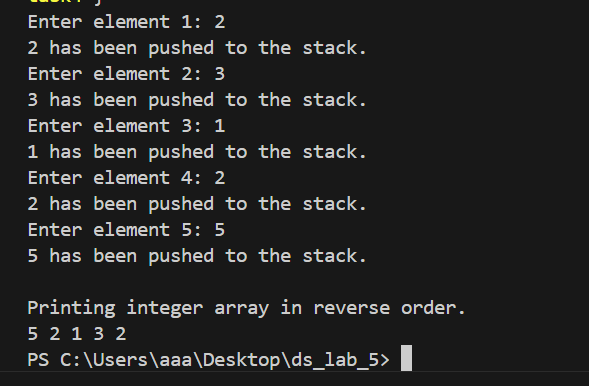 Enter element 1: 2
2 has been pushed to the stack.
Enter element 2: 3
3 has been pushed to the stack.
Enter element 3: 1
1 has been pushed to the stack.
Enter element 4: 2
2 has been pushed to the stack.
Enter element 5: 5
5 has been pushed to the stack.

Printing integer array in reverse order.
5 2 1 3 2
PS C:\Users\aaa\Desktop\ds_lab_5>